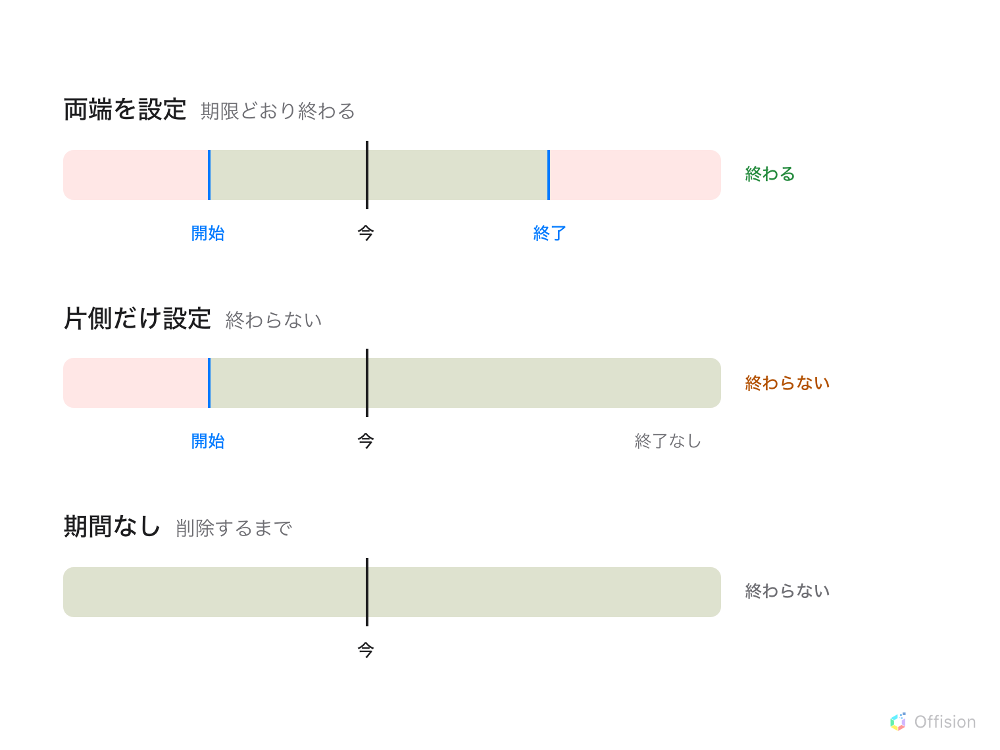 両端を設定 期限どおり終わる
終わる
開始 今 終了
片側だけ設定 終わらない
終わらない
開始 今 終了なし
期間なし 削除するまで
終わらない
今
Offision